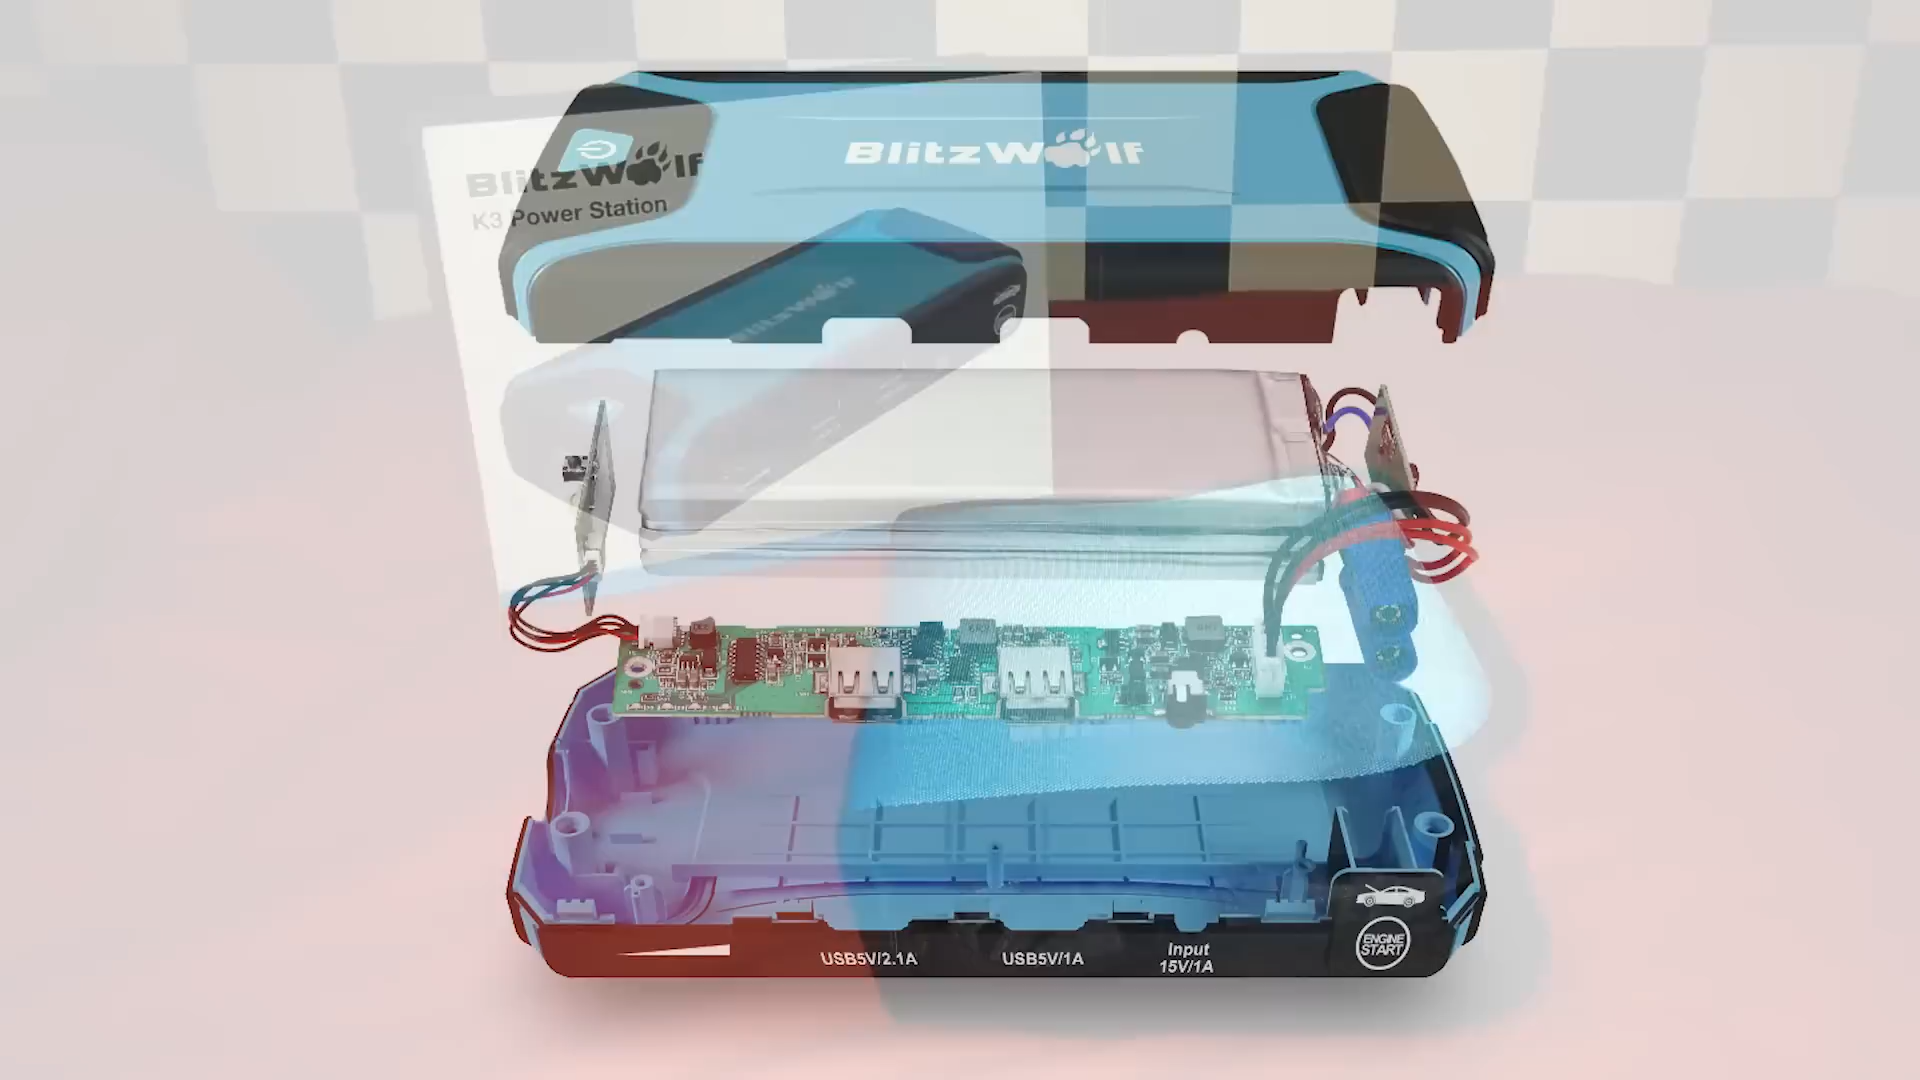 BlitzWolf
BlitzWolf
K3 Power Station
BlitzWolf
USB5V/2.1A
USB5V/1A
Input
15V/1A
ENGINE
START